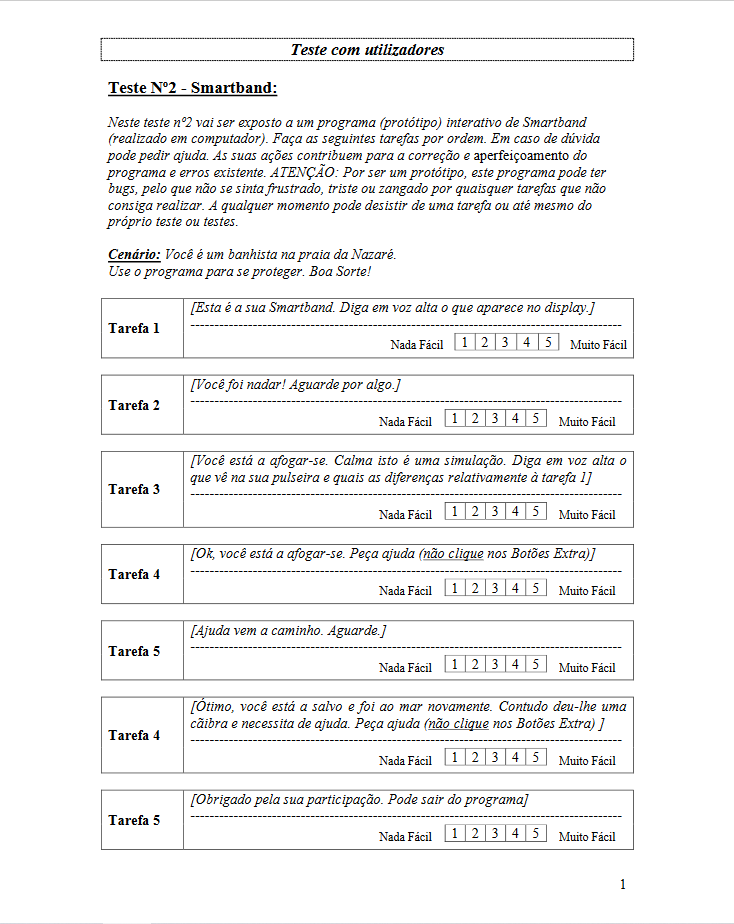 Teste com utilizadores
Teste Nº2 - Smartband:
Neste teste nº2 vai ser exposto a um programa (protótipo) interativo de Smartband
(realizado em computador). Faça as seguintes tarefas por ordem. Em caso de dúvida
pode pedir ajuda. As suas ações contribuem para a correção e aperfeiçoamento do
programa e erros existente. ATENÇÃO: Por ser um protótipo, este programa pode ter
bugs, pelo que não se sinta frustrado, triste ou zangado por quaisquer tarefas que não
consiga realizar. A qualquer momento pode desistir de uma tarefa ou até mesmo do
próprio teste ou testes.
Cenário: Você é um banhista na praia da Nazaré.
Use o programa para se proteger. Boa Sorte!
Tarefa 1
[Esta é a sua Smartband. Diga em voz alta o que aparece no display.]
Nada Fácil 1 2 3 4 5 Muito Fácil
Tarefa 2
[Você foi nadar! Aguarde por algo.]
Nada Fácil 1 2 3 4 5 Muito Fácil
Tarefa 3
[Você está a afogar-se. Calma isto é uma simulação. Diga em voz alta o
que vê na sua pulseira e quais as diferenças relativamente à tarefa 1]
Nada Fácil 1 2 3 4 5 Muito Fácil
Tarefa 4
[Ok, você está a afogar-se. Peça ajuda (não clique nos Botões Extra)]
Nada Fácil 1 2 3 4 5 Muito Fácil
Tarefa 5
[Ajuda vem a caminho. Aguarde.]
Nada Fácil 1 2 3 4 5 Muito Fácil
Tarefa 4
[Ótimo, você está a salvo e foi ao mar novamente. Contudo deu-lhe uma
cãibra e necessita de ajuda. Peça ajuda (não clique nos Botões Extra) ]
Nada Fácil 1 2 3 4 5 Muito Fácil
Tarefa 5
[Obrigado pela sua participação. Pode sair do programa]
Nada Fácil 1 2 3 4 5 Muito Fácil
1